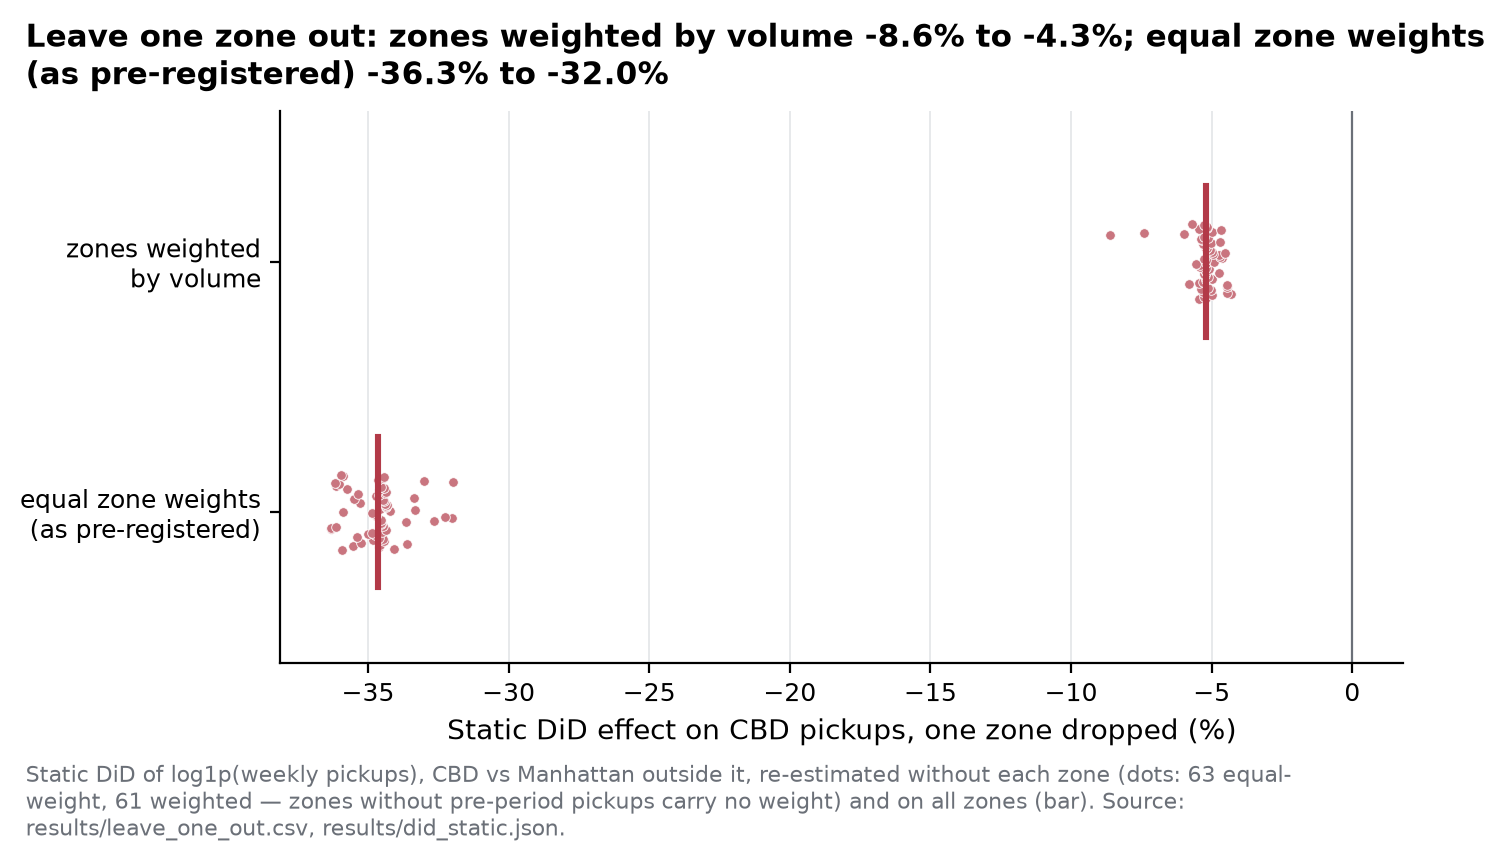 Leave one zone out: zones weighted by volume -8.6% to -4.3%; equal zone weights
(as pre-registered) -36.3% to -32.0%
zones weighted
by volume
equal zone weights
(as pre-registered)
−35
−30
−25
−20
−15
−10
−5
0
Static DiD effect on CBD pickups, one zone dropped (%)
Static DiD of log1p(weekly pickups), CBD vs Manhattan outside it, re-estimated without each zone (dots: 63 equal-
weight, 61 weighted — zones without pre-period pickups carry no weight) and on all zones (bar). Source:
results/leave_one_out.csv, results/did_static.json.